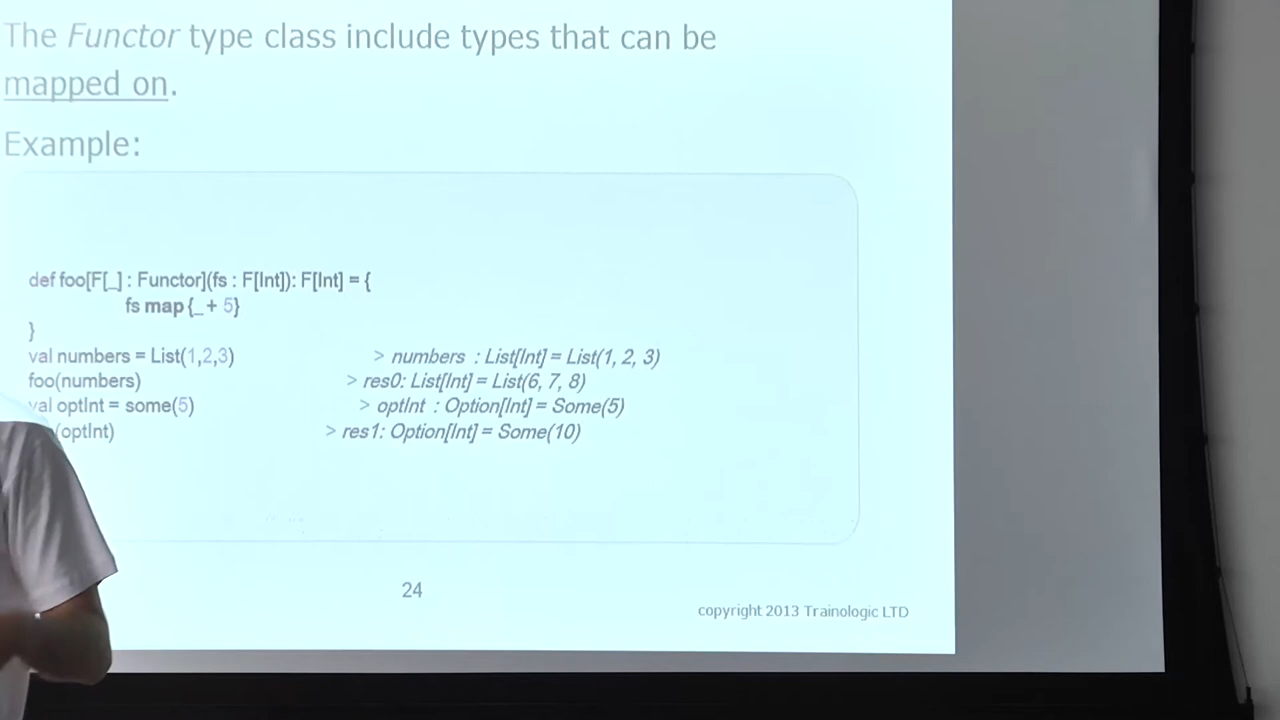 The Functor type class include types that can be
mapped on.
Example:
def foo[F[_] : Functor](fs : F[Int]): F[Int] = {
fs map {_ + 5}
}
val numbers = List(1,2,3) > numbers : List[Int] = List(1, 2, 3)
foo(numbers) > res0: List[Int] = List(6, 7, 8)
val optInt = some(5) > optInt : Option[Int] = Some(5)
(optInt) > res1: Option[Int] = Some(10)
24
copyright 2013 Trainologic LTD